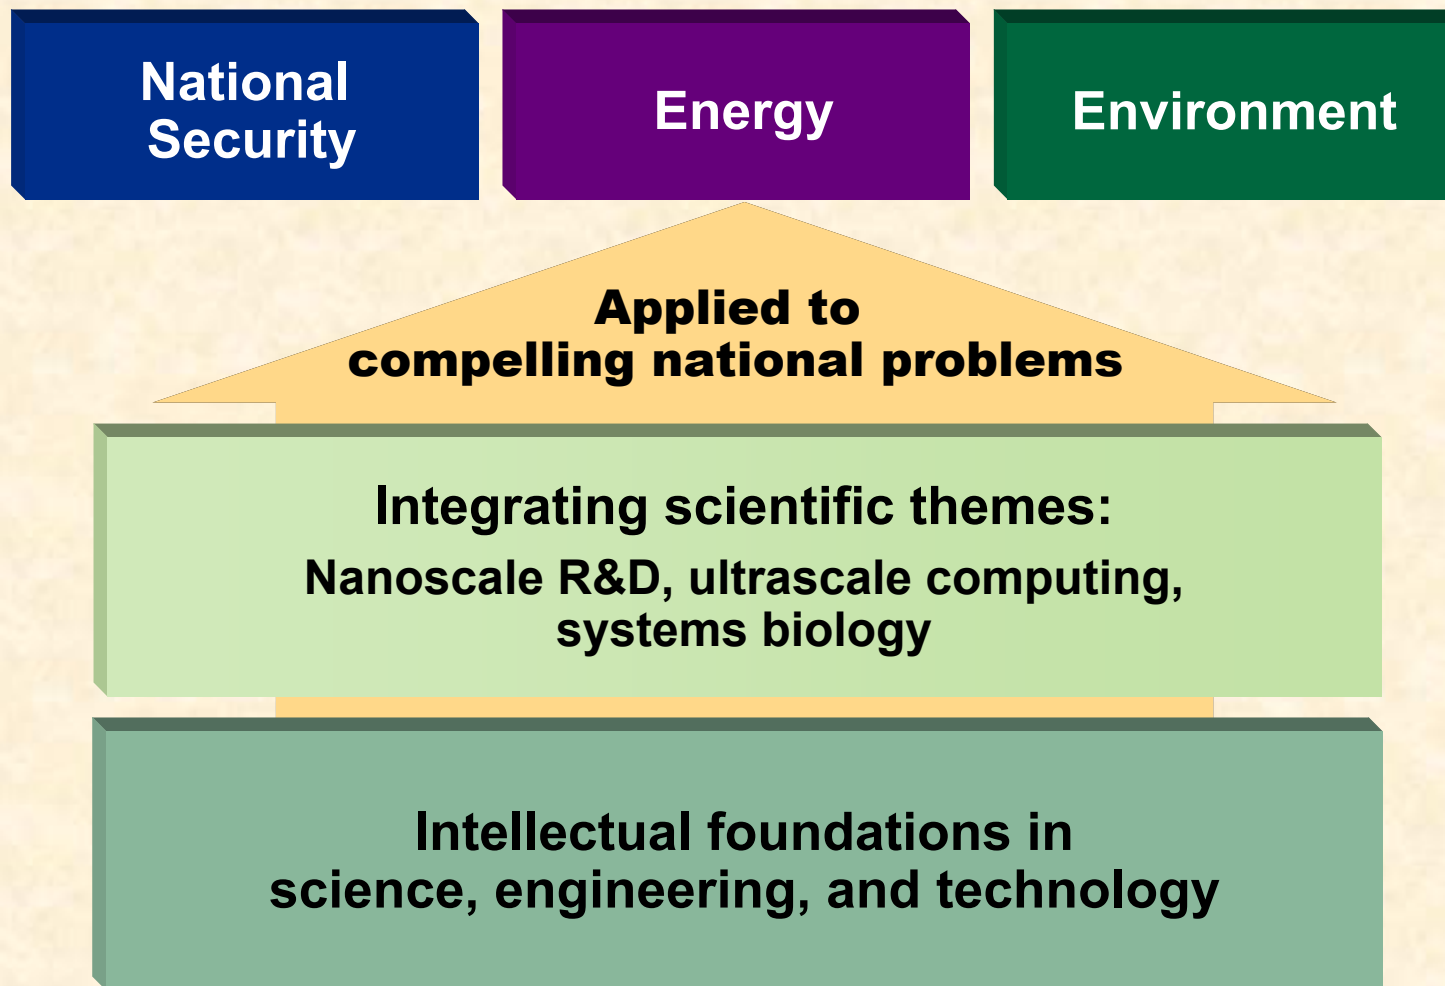 National
Security
Energy
Environment
Applied to
compelling national problems
Integrating scientific themes:
Nanoscale R&D, ultrascale computing,
systems biology
Intellectual foundations in
science, engineering, and technology